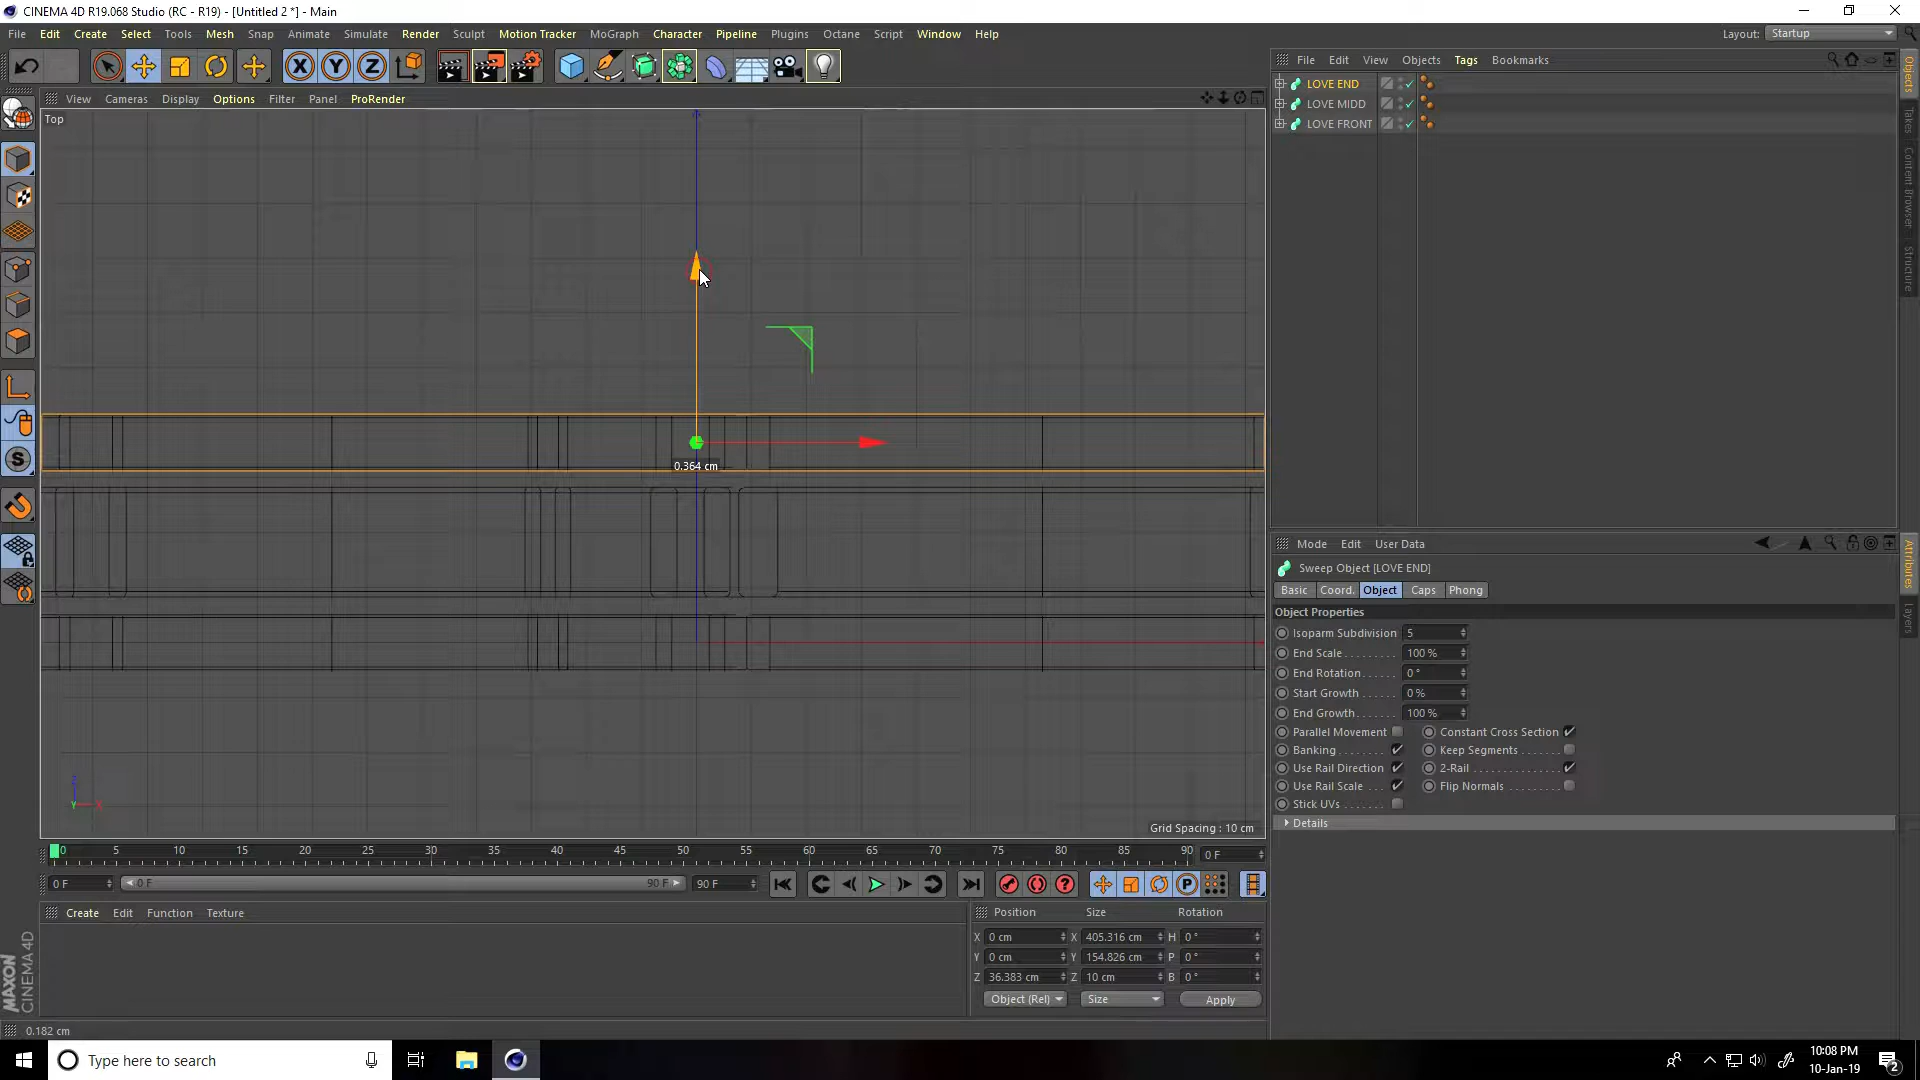 CINEMA 4D R19.068 Studio (RC - R19) - [Untitled 2 *] - Main
File Edit Create Select Tools Mesh Snap Animate Simulate Render Sculpt Motion Tracker MoGraph Character Pipeline Plugins Octane Script Window Help Layout: Startup
X Y Z
View Cameras Display Options Filter Panel ProRender
Top
0.364 cm
Z
Y X
Grid Spacing : 10 cm
File Edit View Objects Tags Bookmarks
LOVE END
LOVE MIDD
LOVE FRONT
Objects
Takes
Content Browser
Structure
Mode Edit User Data
Sweep Object [LOVE END]
Basic Coord. Object Caps Phong
Object Properties
Isoparm Subdivision 5
End Scale 100 %
End Rotation 0 °
Start Growth 0 %
End Growth 100 %
Parallel Movement Constant Cross Section
Banking Keep Segments
Use Rail Direction 2-Rail
Use Rail Scale Flip Normals
Stick UVs
Details
Attributes
Layers
0 5 10 15 20 25 30 35 40 45 50 55 60 65 70 75 80 85 90 0 F
0 F 0 F 90 F 90 F
Create Edit Function Texture
Position Size Rotation
X 0 cm X 405.316 cm H 0 °
Y 0 cm Y 154.826 cm P 0 °
Z 36.383 cm Z 10 cm B 0 °
Object (Rel) Size Apply
MAXON
CINEMA 4D
0.182 cm
Type here to search
10:08 PM
10-Jan-19
2